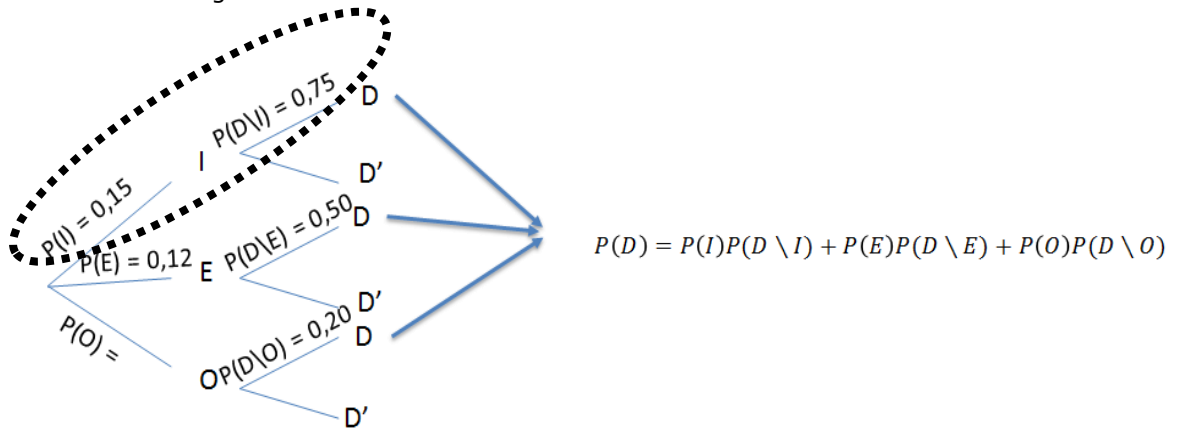 P(D\I) = 0,75
D
I
D'
P(I) = 0,15
D
P(D\E) = 0,50
P(E) = 0,12
E
D'
P(O) =
D
P(D\O) = 0,20
O
D'
P(D) = P(I)P(D \ I) + P(E)P(D \ E) + P(O)P(D \ O)